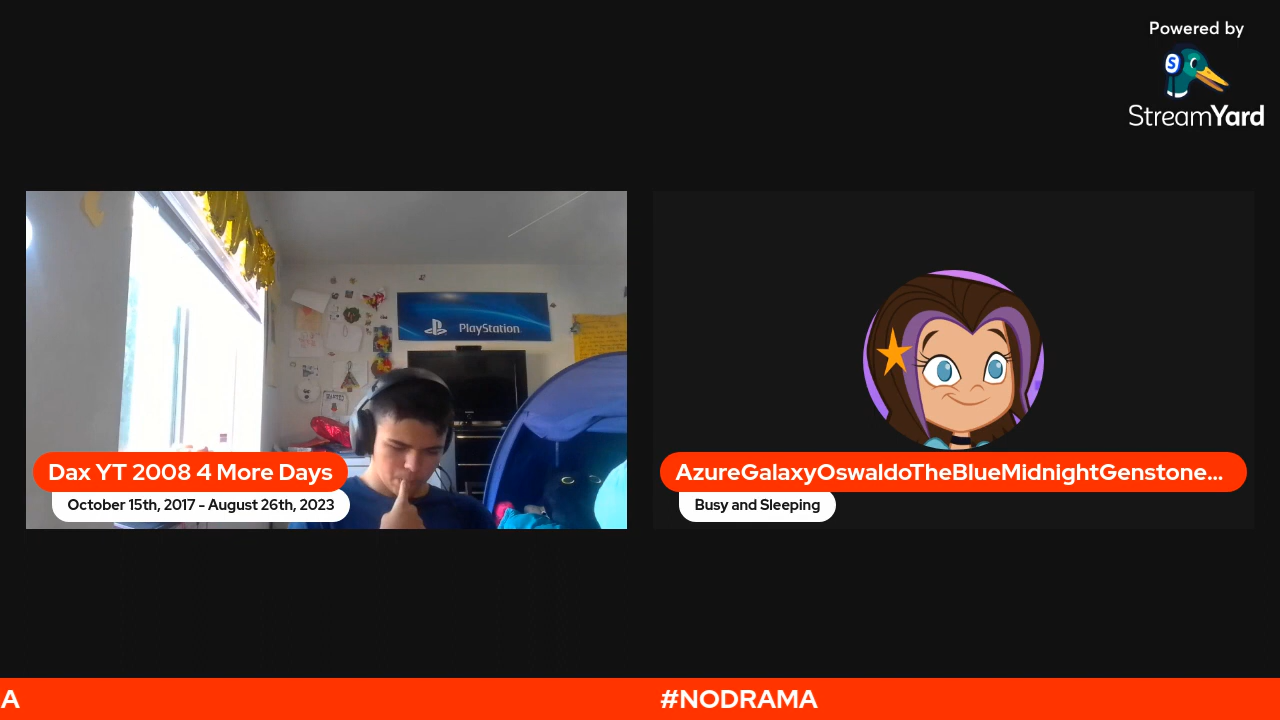 Powered by
S
StreamYard
PlayStation
WANTED
Dax YT 2008 4 More Days
October 15th, 2017 - August 26th, 2023
AzureGalaxyOswaldoTheBlueMidnightGenstone...
Busy and Sleeping
A
#NODRAMA